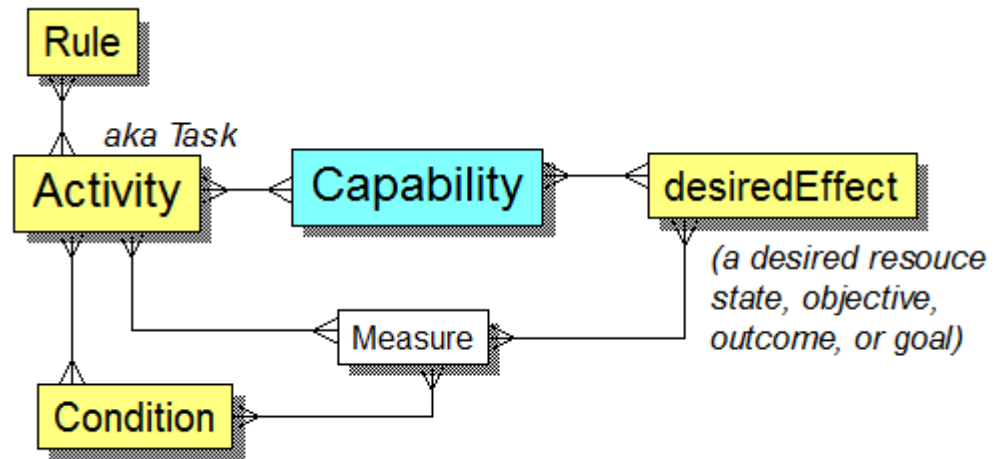 Rule
aka Task
Activity
Capability
desiredEffect
(a desired resouce
state, objective,
outcome, or goal)
Measure
Condition